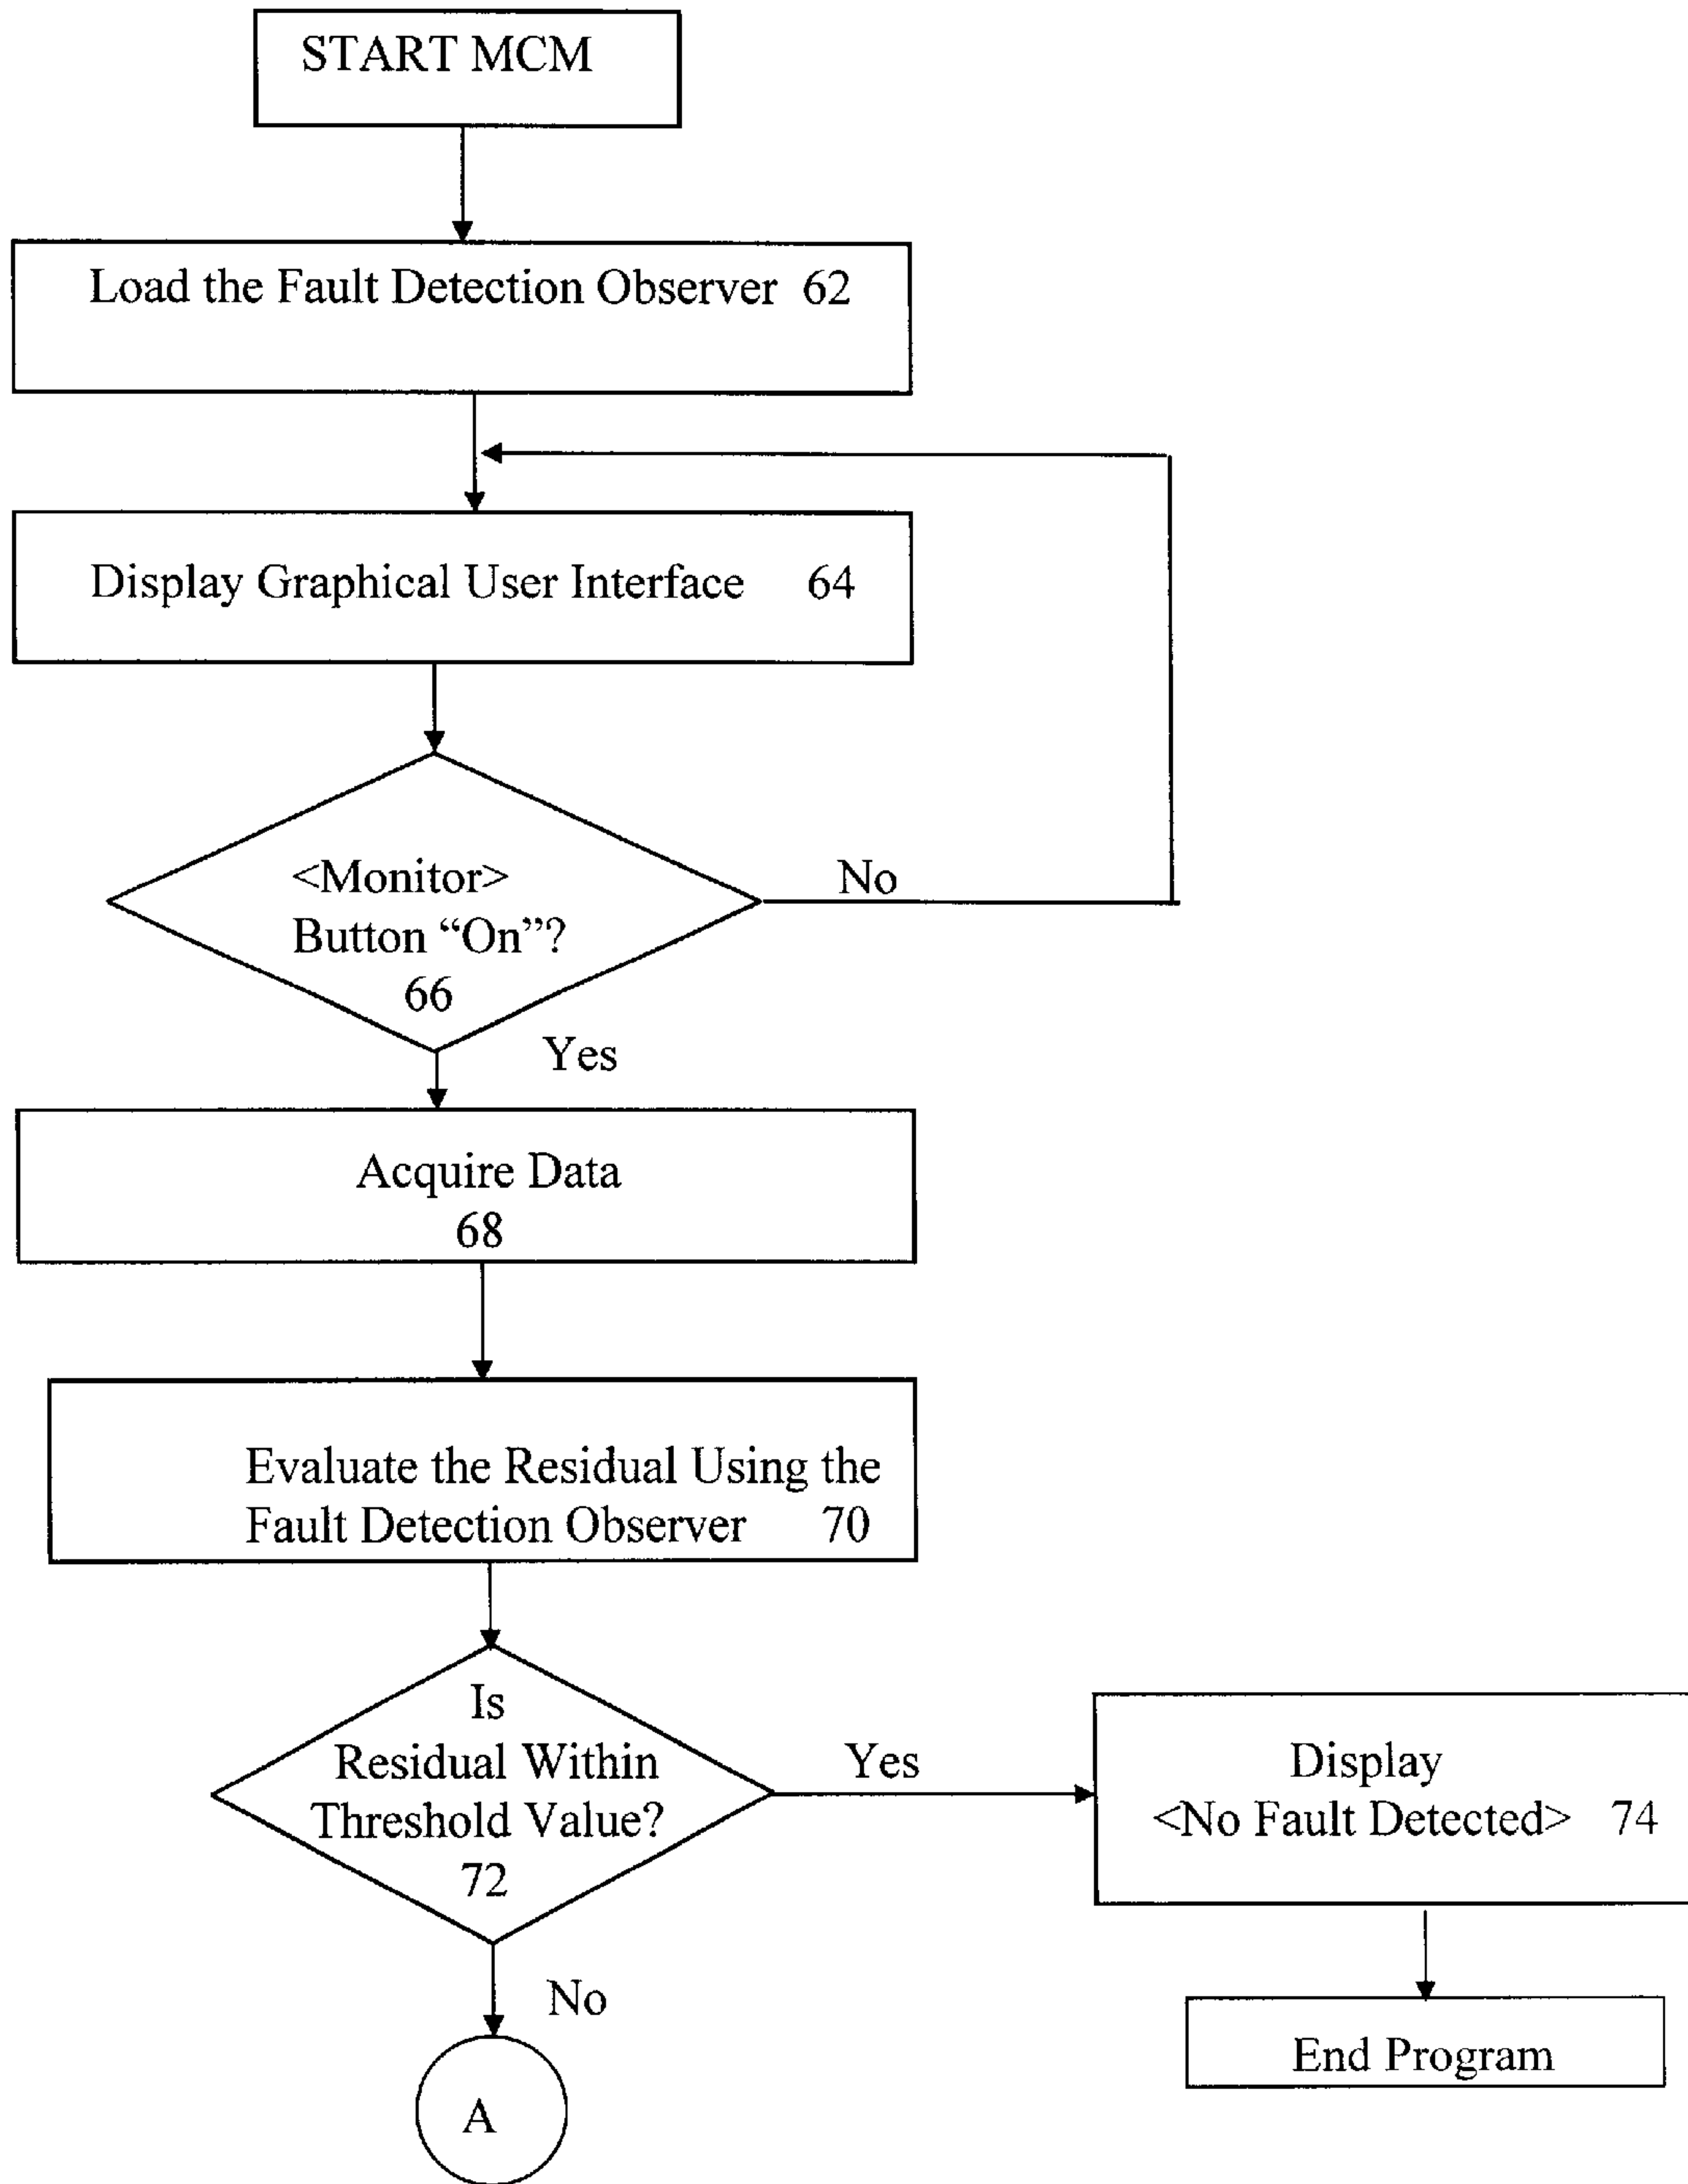 START MCM
Load the Fault Detection Observer 62
Display Graphical User Interface 64
<Monitor>
Button “On”?
66
No
Yes
Acquire Data
68
Evaluate the Residual Using the
Fault Detection Observer 70
Is
Residual Within
Threshold Value?
72
Yes
Display
<No Fault Detected> 74
No
End Program
A